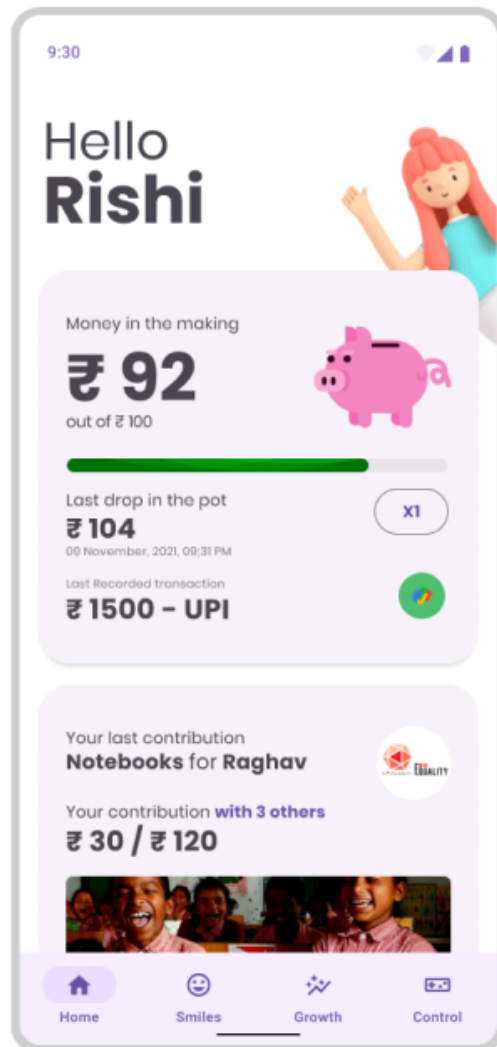 9:30
Hello
Rishi
Money in the making
₹ 92
out of ₹ 100
Last drop in the pot
₹ 104
X1
09 November, 2021, 09;31 PM
Last Recorded transaction
₹ 1500 - UPI
Your last contribution
Notebooks for Raghav
EQUALITY
Your contribution with 3 others
₹ 30 / ₹ 120
Home
Smiles
Growth
Control